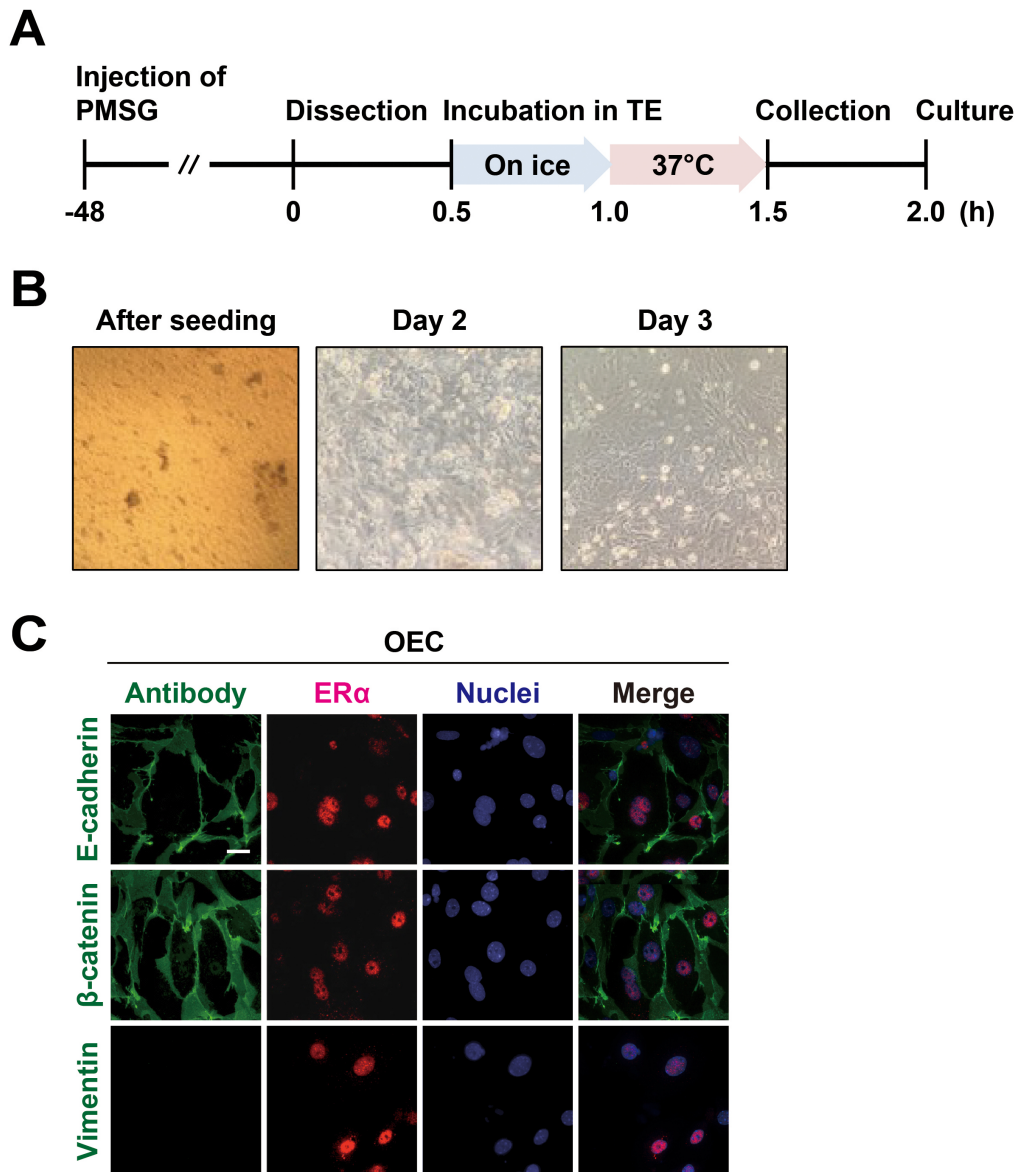 A
Injection of
PMSG
Dissection
Incubation in TE
Collection
Culture
//
On ice
37°C
-48
0
0.5
1.0
1.5
2.0 (h)
B
After seeding
Day 2
Day 3
C
OEC
Antibody
ERα
Nuclei
Merge
E-cadherin
β-catenin
Vimentin